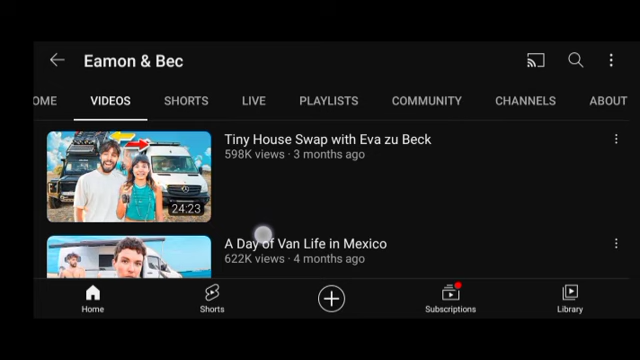 Eamon & Bec
OME VIDEOS SHORTS LIVE PLAYLISTS COMMUNITY CHANNELS ABOUT
Tiny House Swap with Eva zu Beck
598K views · 3 months ago
24:23
A Day of Van Life in Mexico
622K views · 4 months ago
Home Shorts Subscriptions Library